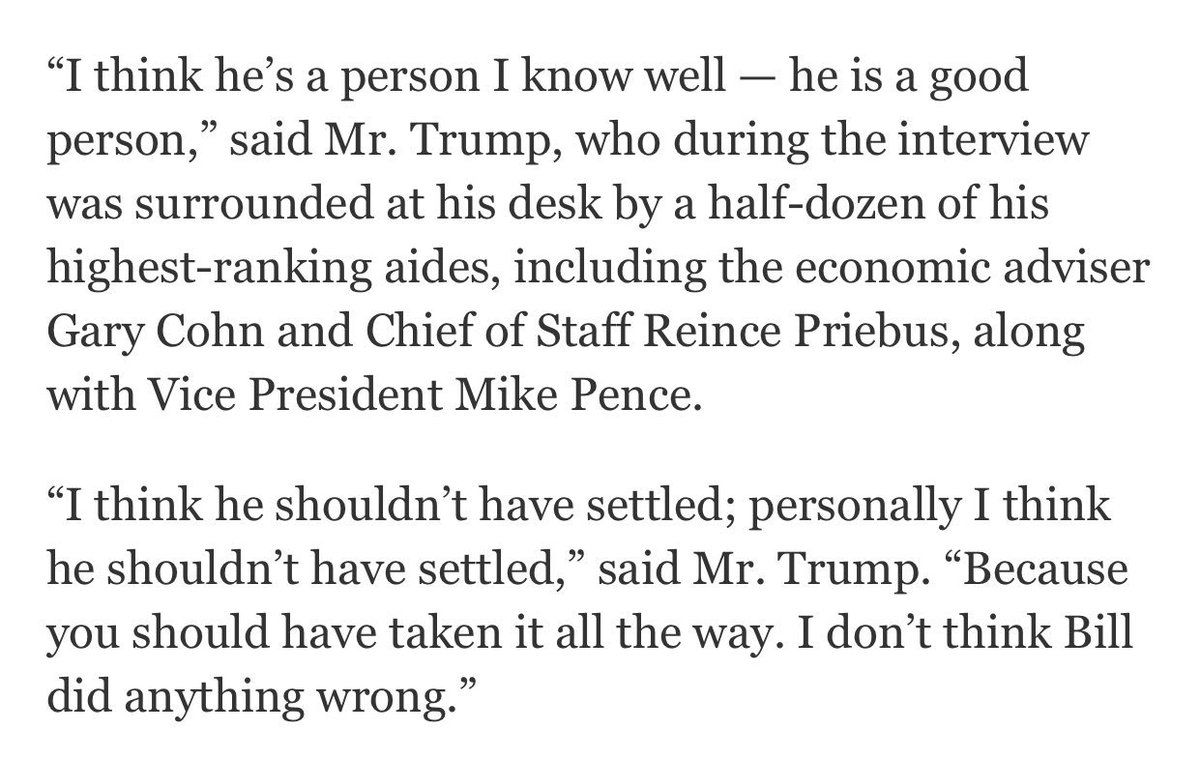 “I think he’s a person I know well — he is a good
person,” said Mr. Trump, who during the interview
was surrounded at his desk by a half-dozen of his
highest-ranking aides, including the economic adviser
Gary Cohn and Chief of Staff Reince Priebus, along
with Vice President Mike Pence.
“I think he shouldn’t have settled; personally I think
he shouldn’t have settled,” said Mr. Trump. “Because
you should have taken it all the way. I don’t think Bill
did anything wrong.”